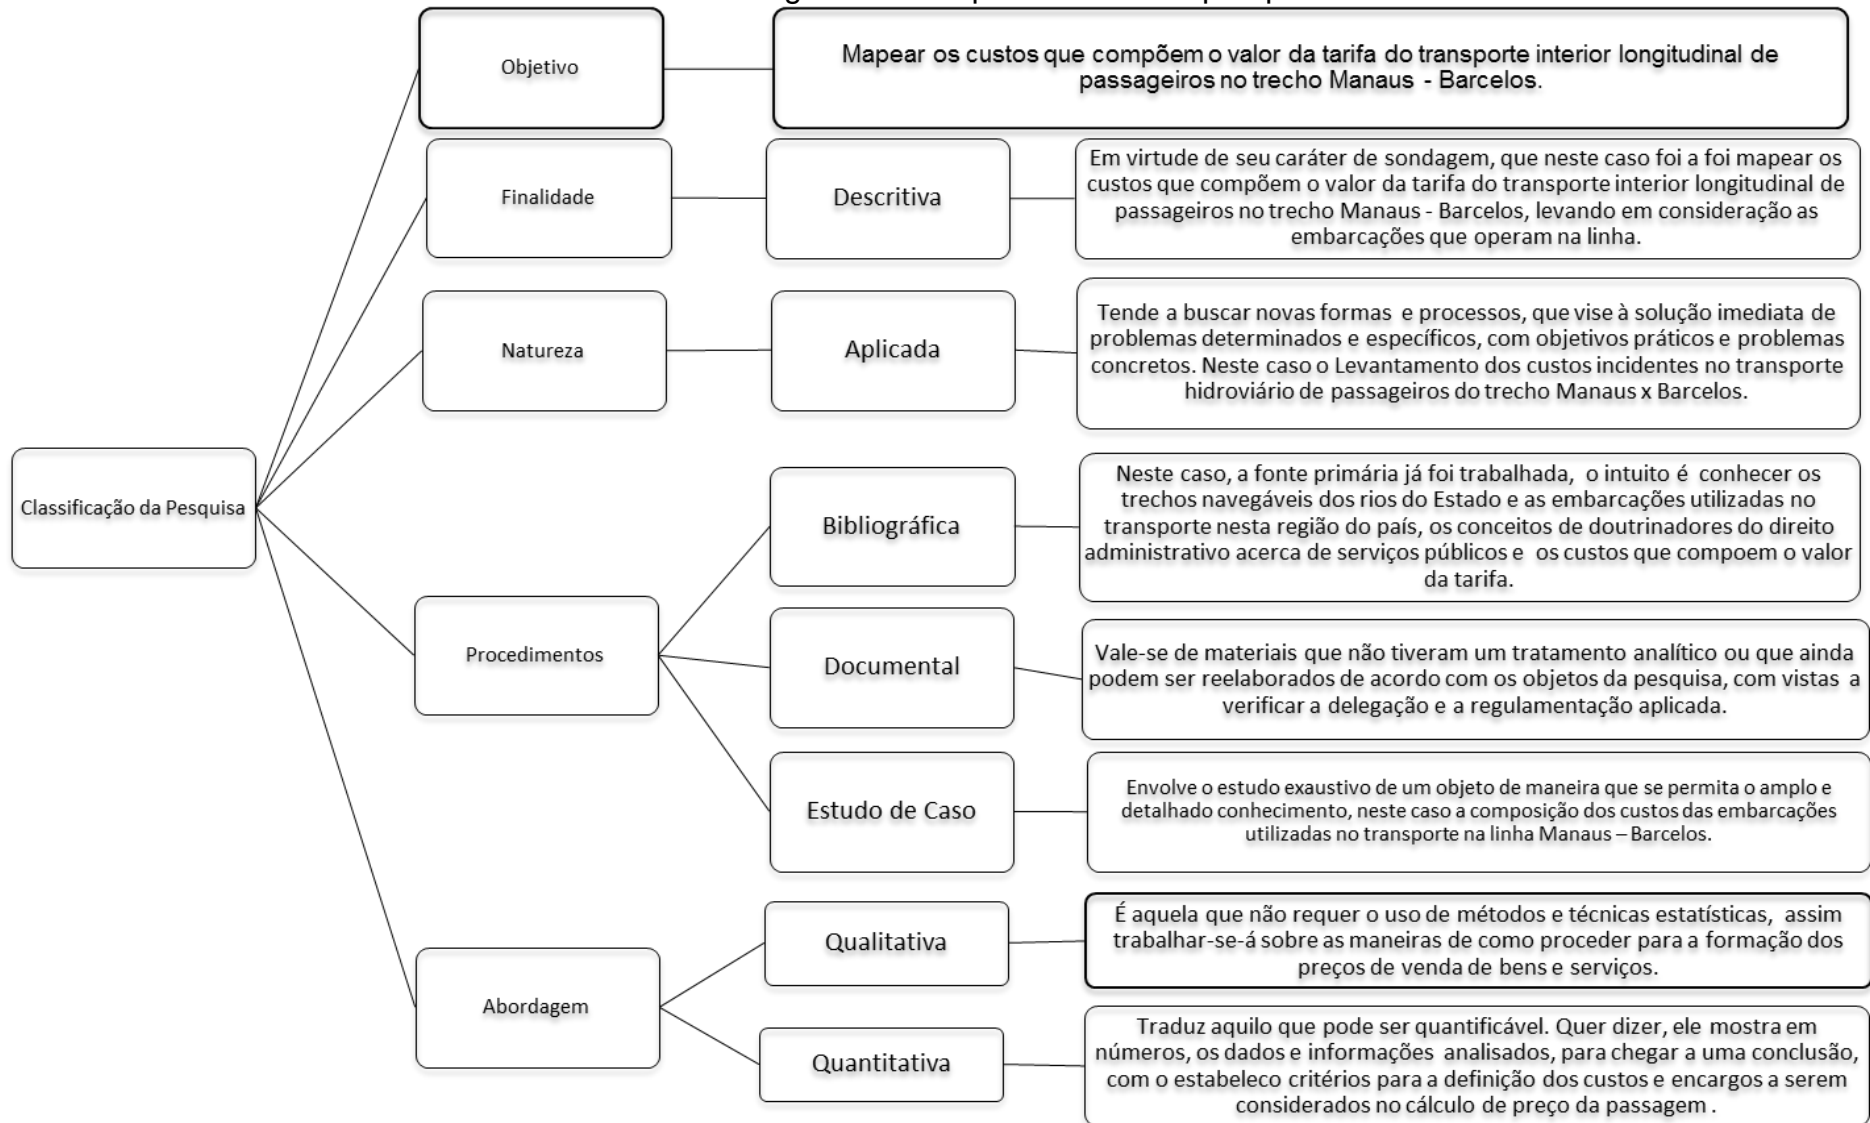 Objetivo
Mapear os custos que compõem o valor da tarifa do transporte interior longitudinal de
passageiros no trecho Manaus - Barcelos.
Finalidade
Descritiva
Em virtude de seu caráter de sondagem, que neste caso foi a foi mapear os
custos que compõem o valor da tarifa do transporte interior longitudinal de
passageiros no trecho Manaus - Barcelos, levando em consideração as
embarcações que operam na linha.
Natureza
Aplicada
Tende a buscar novas formas e processos, que vise à solução imediata de
problemas determinados e específicos, com objetivos práticos e problemas
concretos. Neste caso o Levantamento dos custos incidentes no transporte
hidroviário de passageiros do trecho Manaus x Barcelos.
Classificação da Pesquisa
Procedimentos
Bibliográfica
Neste caso, a fonte primária já foi trabalhada, o intuito é conhecer os
trechos navegáveis dos rios do Estado e as embarcações utilizadas no
transporte nesta região do país, os conceitos de doutrinadores do direito
administrativo acerca de serviços públicos e os custos que compoem o valor
da tarifa.
Documental
Vale-se de materiais que não tiveram um tratamento analítico ou que ainda
podem ser reelaborados de acordo com os objetos da pesquisa, com vistas a
verificar a delegação e a regulamentação aplicada.
Estudo de Caso
Envolve o estudo exaustivo de um objeto de maneira que se permita o amplo e
detalhado conhecimento, neste caso a composição dos custos das embarcações
utilizadas no transporte na linha Manaus – Barcelos.
Abordagem
Qualitativa
É aquela que não requer o uso de métodos e técnicas estatísticas, assim
trabalhar-se-á sobre as maneiras de como proceder para a formação dos
preços de venda de bens e serviços.
Quantitativa
Traduz aquilo que pode ser quantificável. Quer dizer, ele mostra em
números, os dados e informações analisados, para chegar a uma conclusão,
com o estabeleco critérios para a definição dos custos e encargos a serem
considerados no cálculo de preço da passagem .